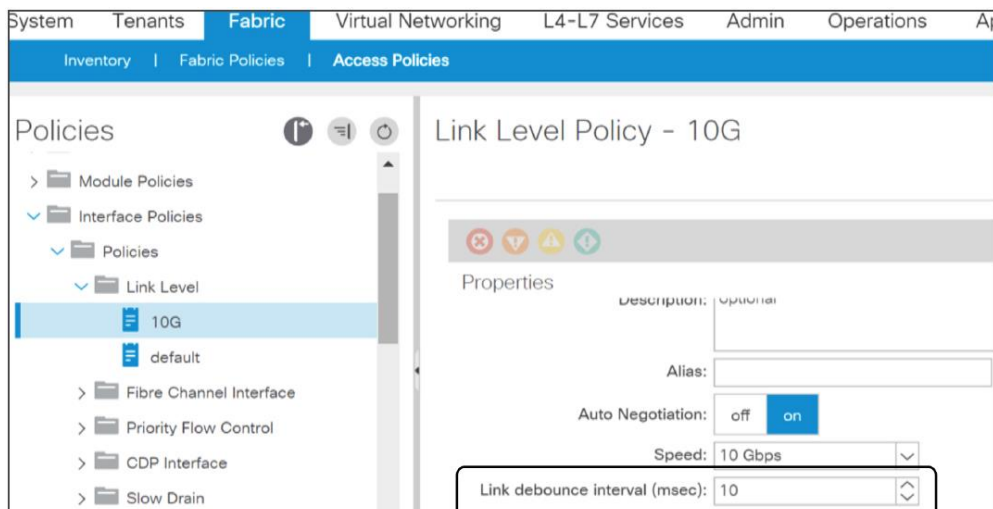 System Tenants Fabric Virtual Networking L4-L7 Services Admin Operations
Inventory | Fabric Policies | Access Policies
Policies
Module Policies
Interface Policies
Policies
Link Level
10G
default
Fibre Channel Interface
Priority Flow Control
CDP Interface
Slow Drain
Link Level Policy - 10G
Properties
Description: optional
Alias:
Auto Negotiation: off on
Speed: 10 Gbps
Link debounce interval (msec): 10